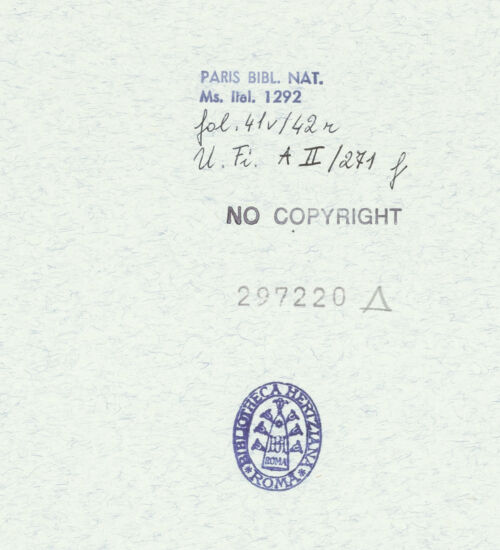 PARIS BIBL. NAT.
Ms. Ital. 1292
fol. 41v/42r
U. Fi. A II/271 f
NO COPYRIGHT
297220 Δ
BIBLIOTHECA HERTZIANA
ROMA
* ROMA *